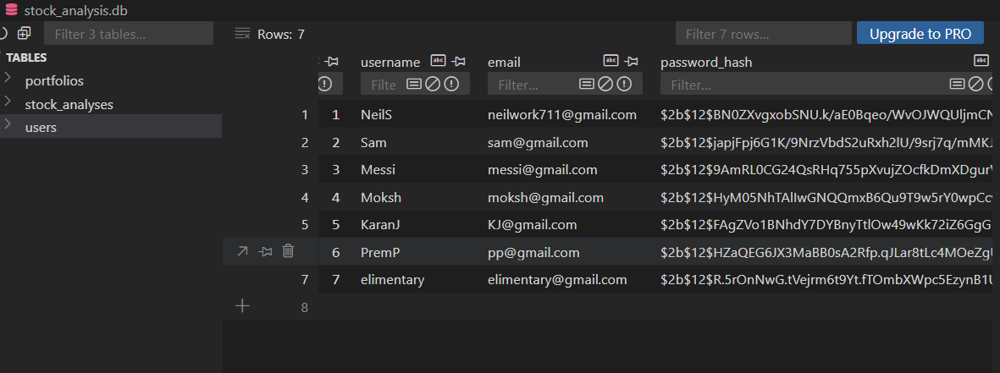 stock_analysis.db
Filter 3 tables...
Rows: 7
Filter 7 rows...
Upgrade to PRO
TABLES
portfolios
stock_analyses
users
username
email
password_hash
Filte
Filter...
Filter...
1 1 NeilS neilwork711@gmail.com $2b$12$BN0ZXvgxobSNU.k/aE0Bqeo/WvOJWQUljmCN
2 2 Sam sam@gmail.com $2b$12$japjFpj6G1K/9NrzVbdS2uRxh2lU/9srj7q/mMKJ
3 3 Messi messi@gmail.com $2b$12$9AmRL0CG24QsRHq755pXvujZOcfkDmXDgur
4 4 Moksh moksh@gmail.com $2b$12$HyM05NhTAlIwGNQQmxB6Qu9T9w5rY0wpCc
5 5 KaranJ KJ@gmail.com $2b$12$FAgZVo1BNhdY7DYBnyTtlOw49wKk72iZ6GgG
6 PremP pp@gmail.com $2b$12$HZaQEG6JX3MaBB0sA2Rfp.qJLar8tLc4MOeZg
7 7 elimentary elimentary@gmail.com $2b$12$R.5rOnNwG.tVejrm6t9Yt.fTOmbXWpc5EzynB1U
8